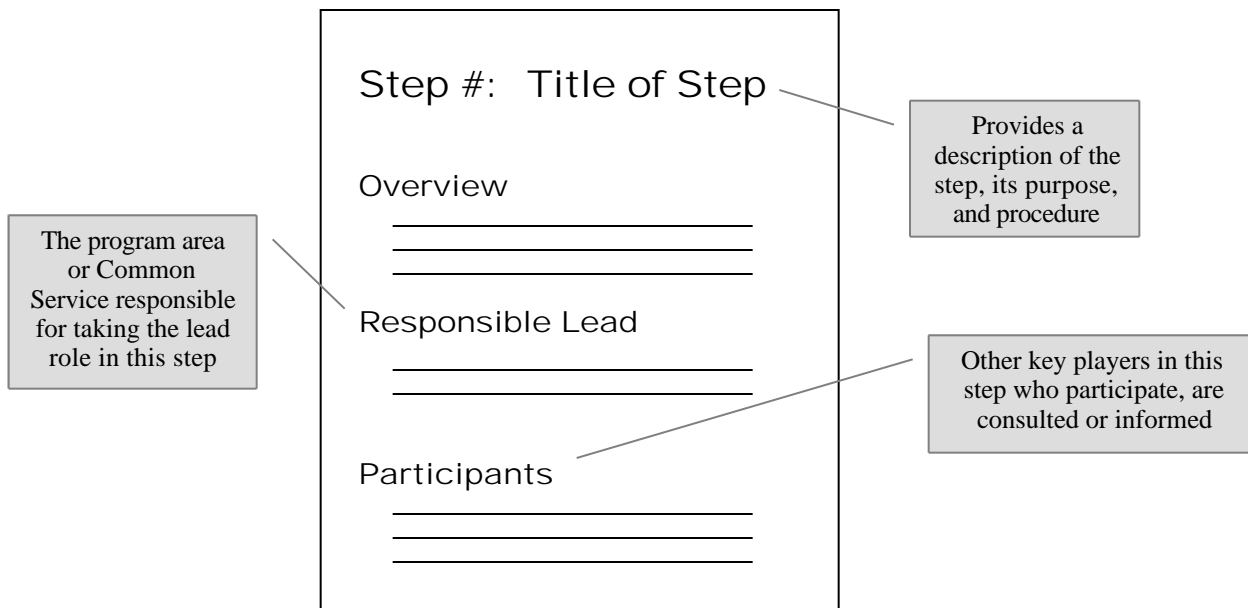 Step #: Title of Step
Provides a
description of the
step, its purpose,
and procedure
Overview
The program area
or Common
Service responsible
for taking the lead
role in this step
Responsible Lead
Other key players in this
step who participate, are
consulted or informed
Participants